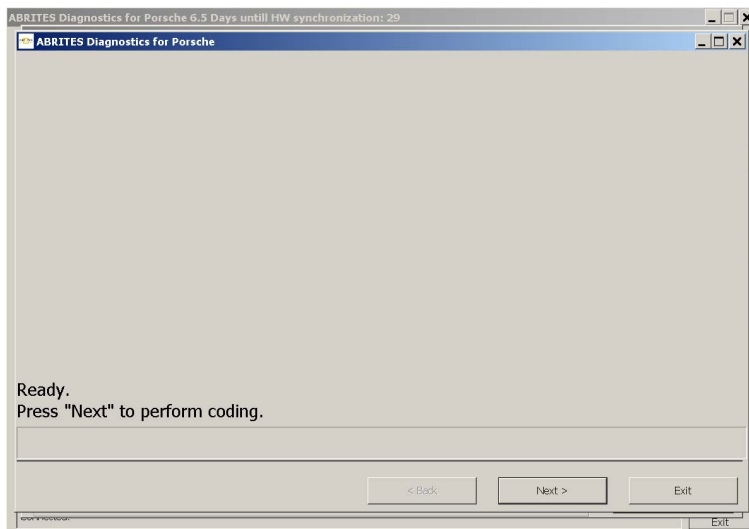 ABRITES Diagnostics for Porsche 6.5 Days untill HW synchronization: 29
ABRITES Diagnostics for Porsche
Ready.
Press "Next" to perform coding.
< Back
Next >
Exit
Connected.
Exit